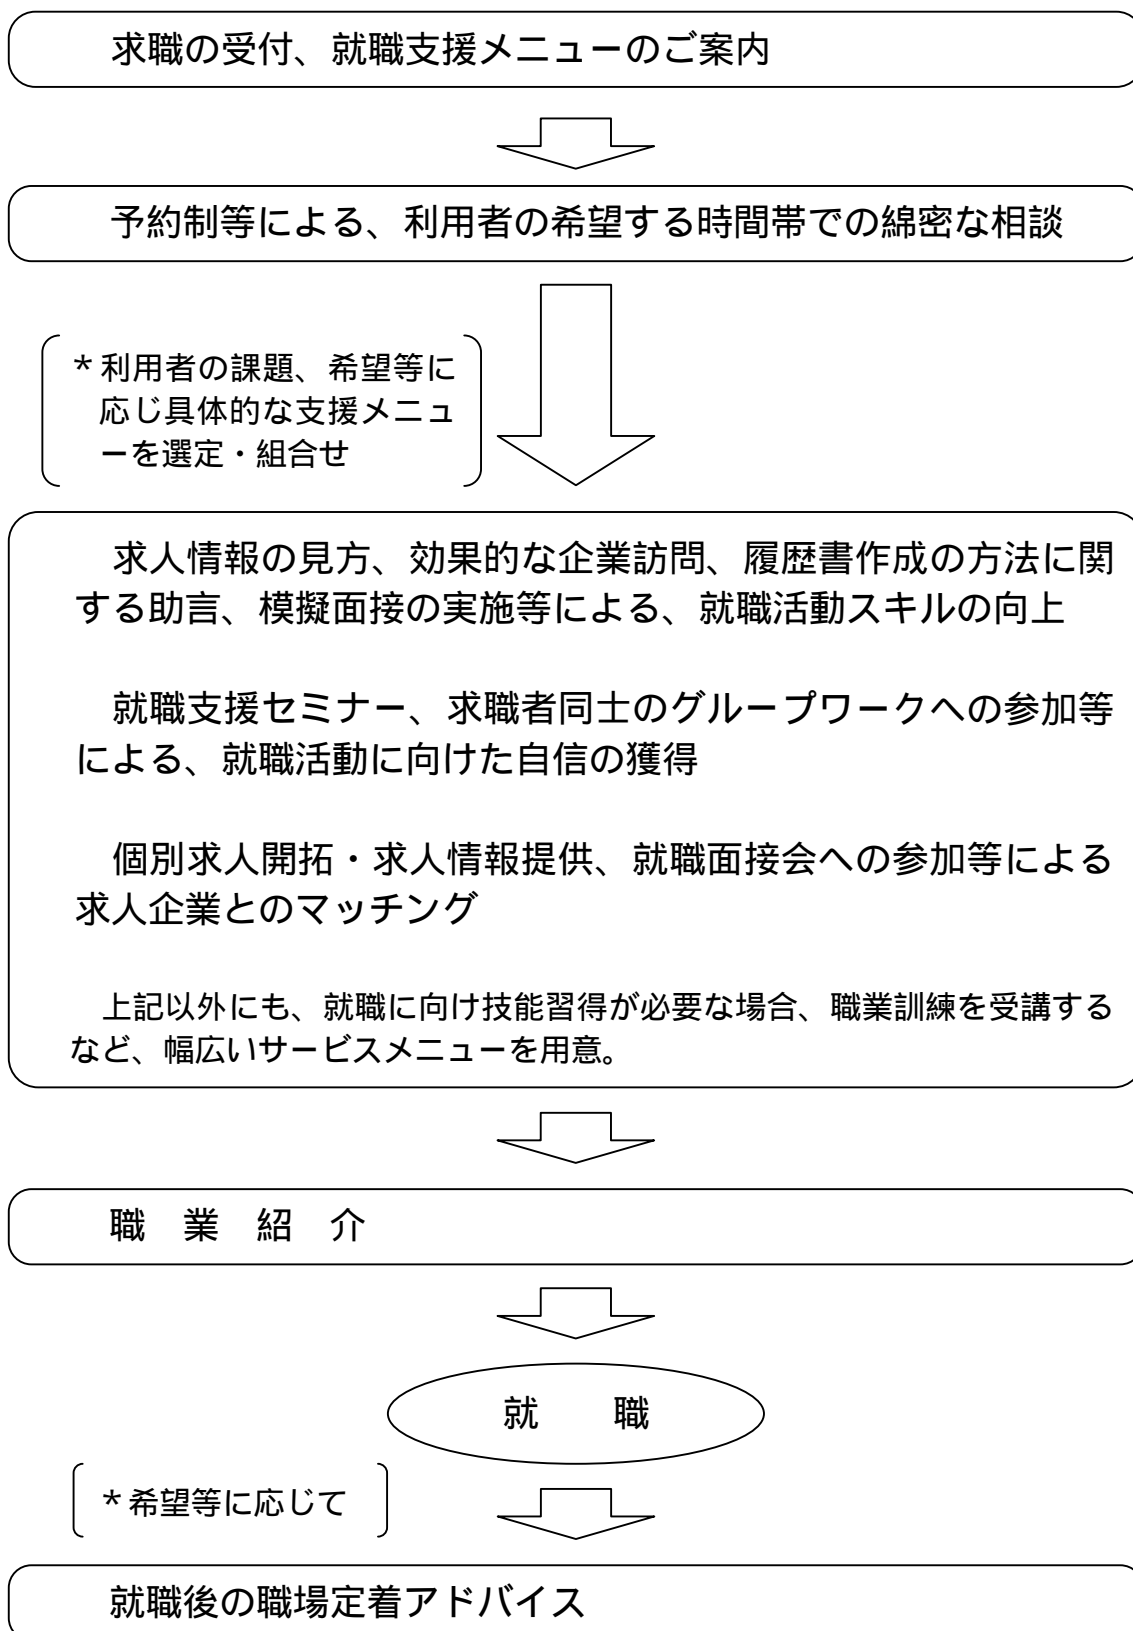 求職の受付、就職支援メニューのご案内
予約制等による、利用者の希望する時間帯での綿密な相談
＊利用者の課題、希望等に
応じ具体的な支援メニュ
ーを選定・組合せ
求人情報の見方、効果的な企業訪問、履歴書作成の方法に関
する助言、模擬面接の実施等による、就職活動スキルの向上
就職支援セミナー、求職者同士のグループワークへの参加等
による、就職活動に向けた自信の獲得
個別求人開拓・求人情報提供、就職面接会への参加等による
求人企業とのマッチング
上記以外にも、就職に向け技能習得が必要な場合、職業訓練を受講する
など、幅広いサービスメニューを用意。
職　業　紹　介
就　　職
＊希望等に応じて
就職後の職場定着アドバイス